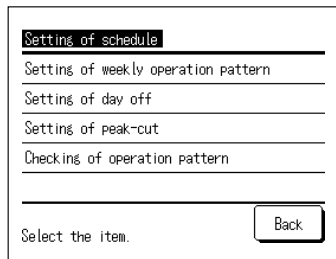 Setting of schedule
Setting of weekly operation pattern
Setting of day off
Setting of peak-cut
Checking of operation pattern
Select the item.
Back